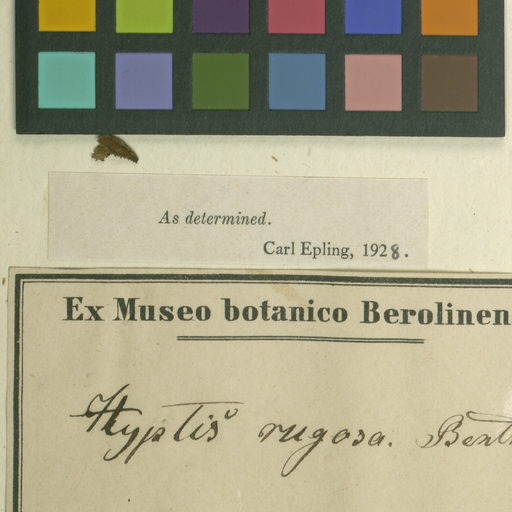 As determined.
Carl Epling, 1928.
Ex Museo botanico Berolinen
Hyptis rugosa. Benth